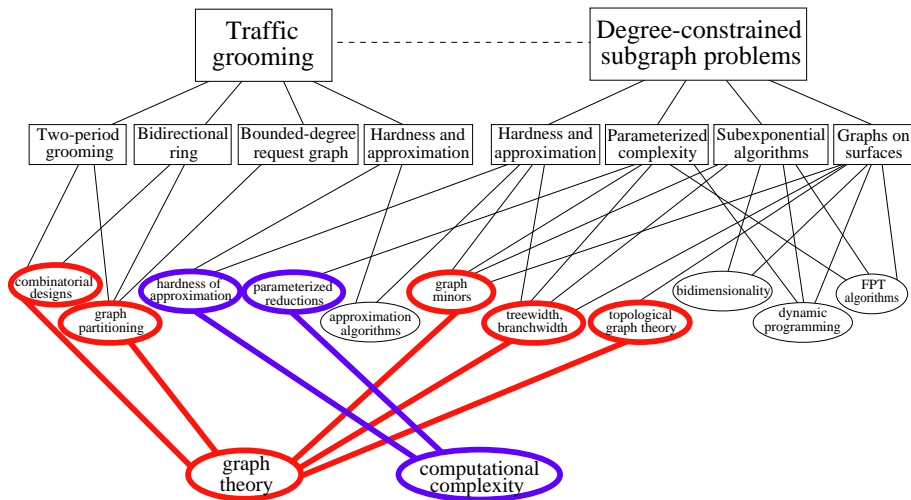 Traffic
grooming
Degree-constrained
subgraph problems
Two-period
grooming
Bidirectional
ring
Bounded-degree
request graph
Hardness and
approximation
Hardness and
approximation
Parameterized
complexity
Subexponential
algorithms
Graphs on
surfaces
combinatorial
designs
graph
partitioning
hardness of
approximation
parameterized
reductions
approximation
algorithms
graph
minors
treewidth,
branchwidth
topological
graph theory
bidimensionality
dynamic
programming
FPT
algorithms
graph
theory
computational
complexity